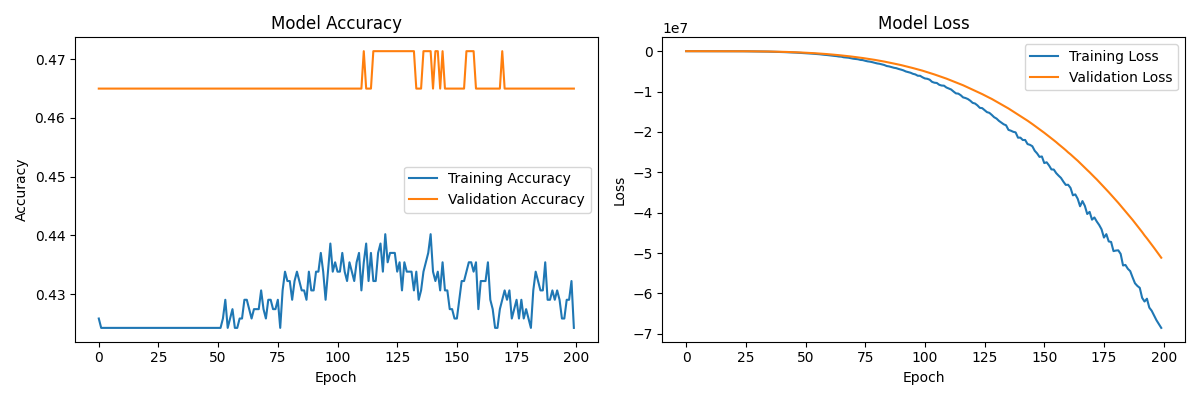 Model Accuracy
Accuracy
0.47
0.46
0.45
0.44
0.43
Training Accuracy
Validation Accuracy
0 25 50 75 100 125 150 175 200
Epoch
Model Loss
1e7
Loss
0
−1
−2
−3
−4
−5
−6
−7
Training Loss
Validation Loss
0 25 50 75 100 125 150 175 200
Epoch